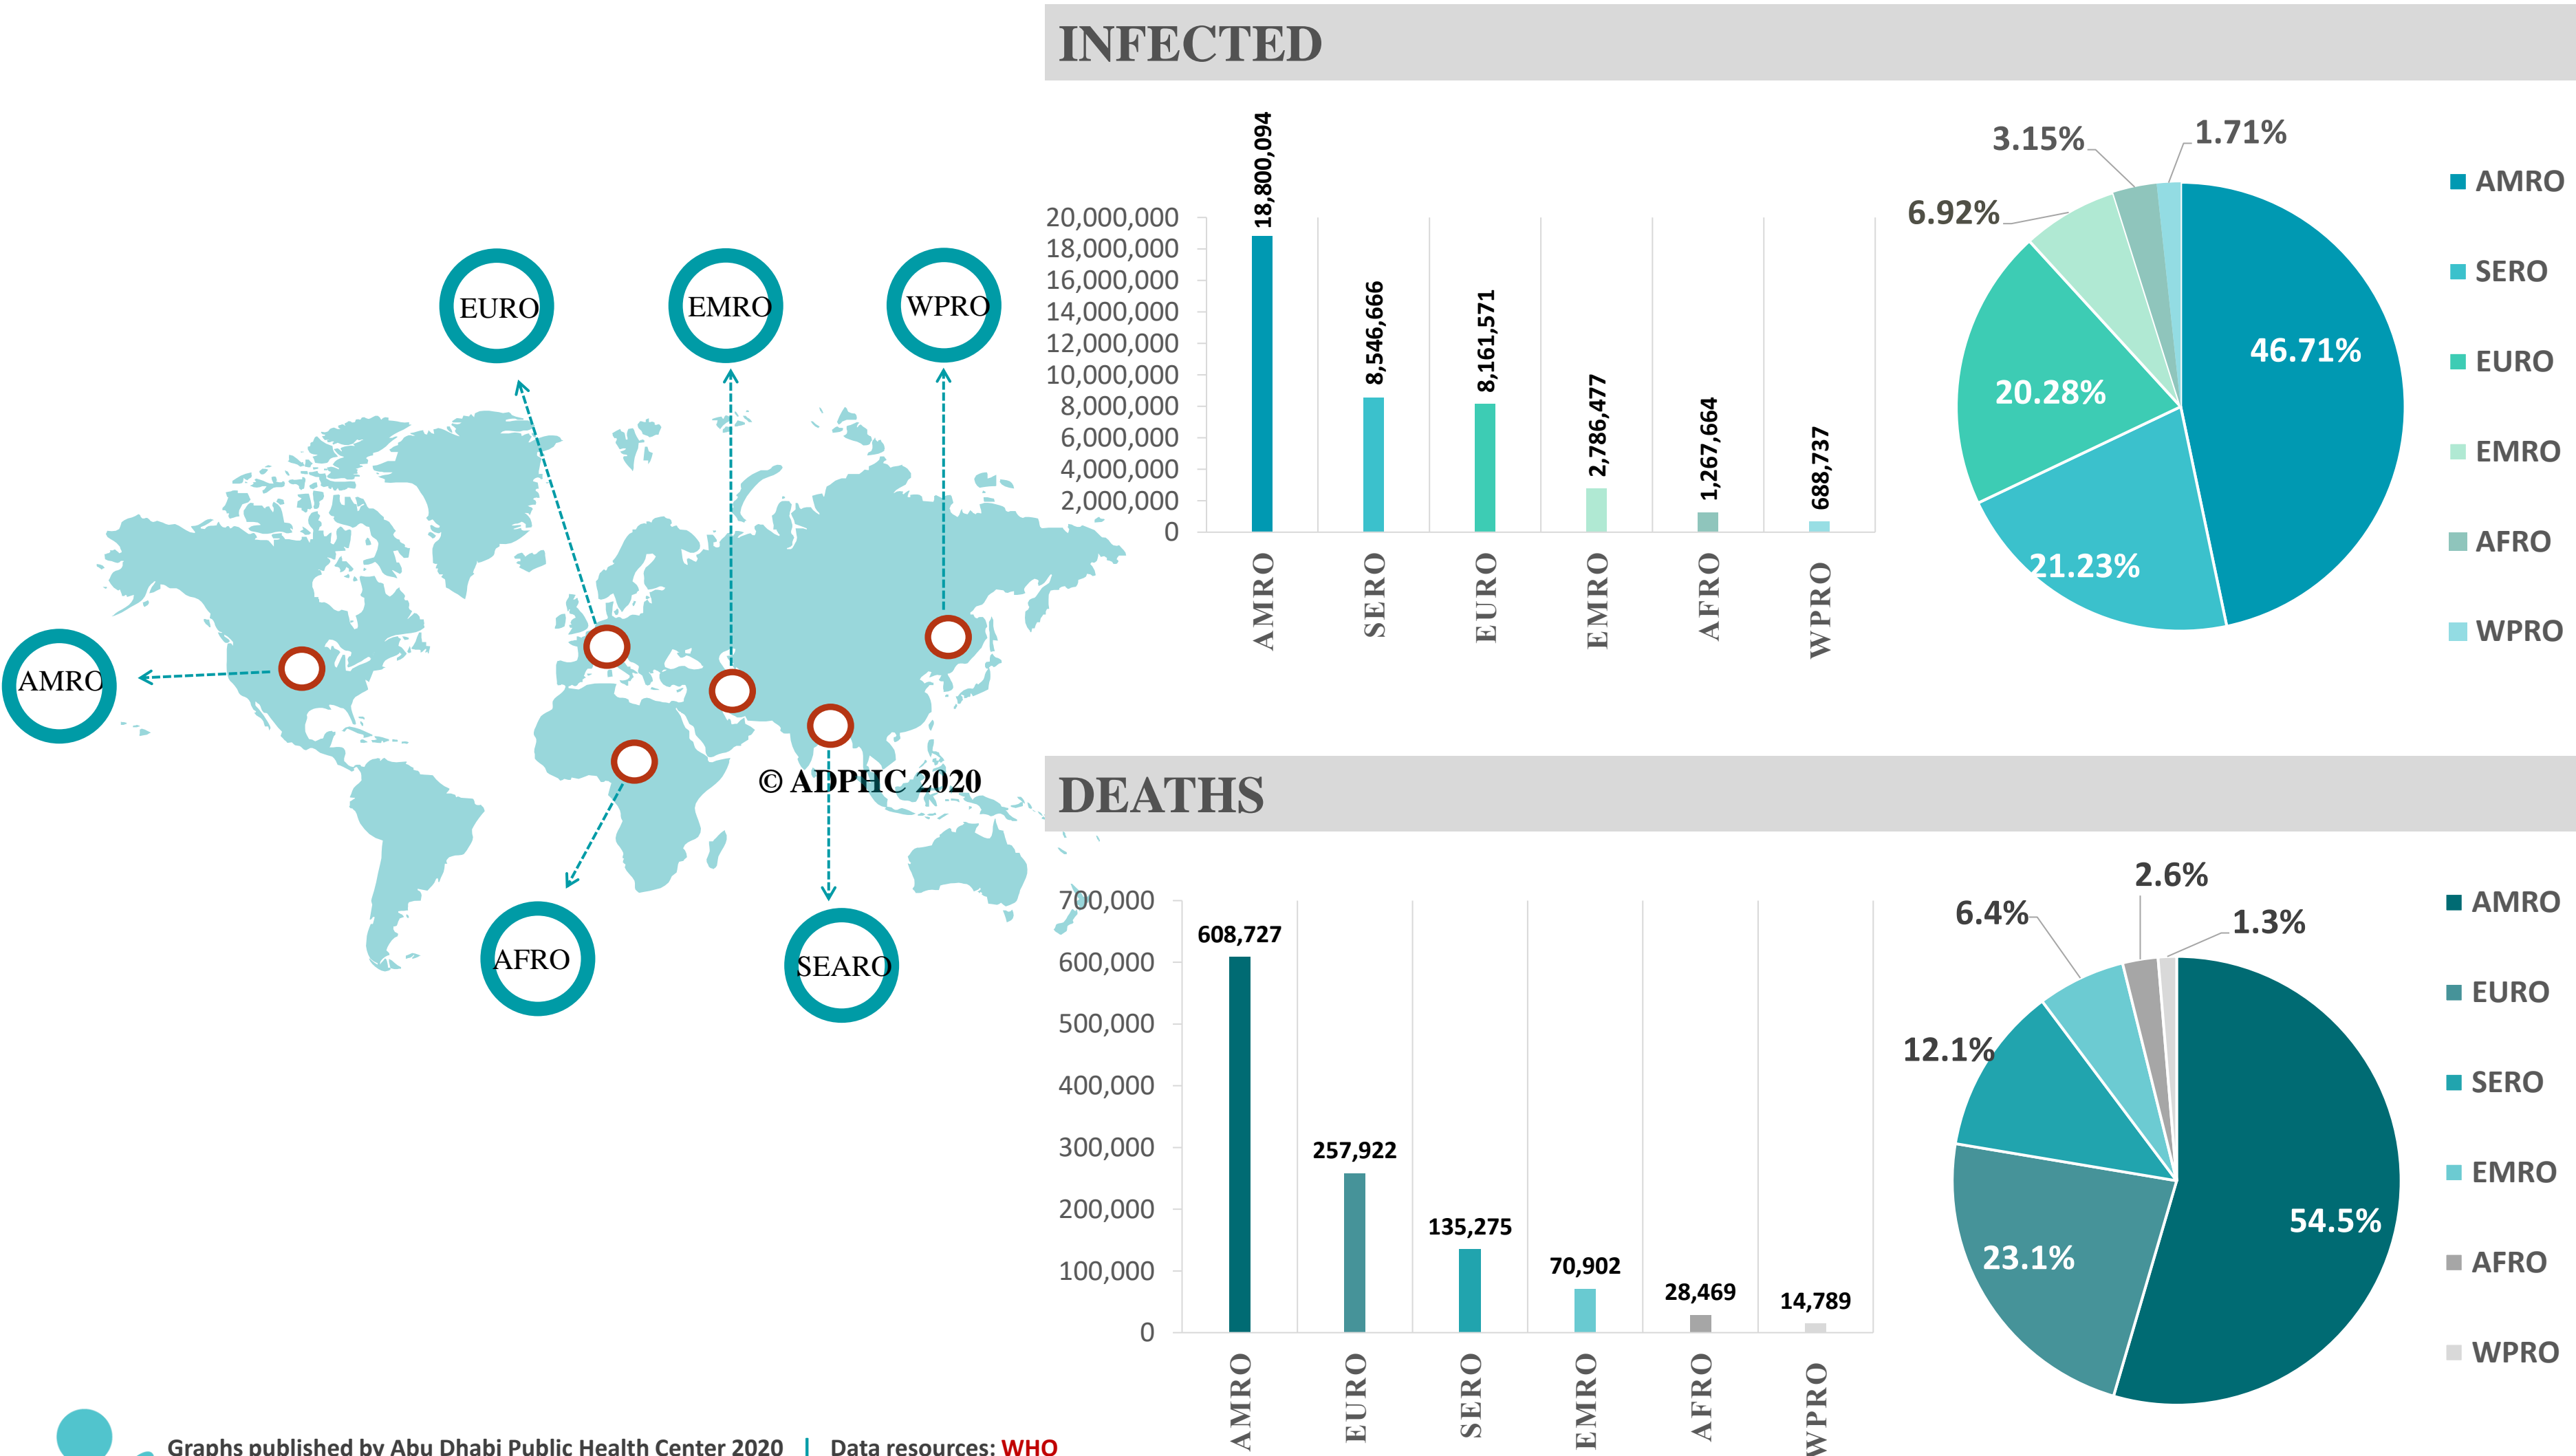 EURO
EMRO
WPRO
AMRO
© ADPHC 2020
AFRO
SEARO
Graphs published by Abu Dhabi Public Health Center 2020 | Data resources: WHO
INFECTED
20,000,000
18,000,000
16,000,000
14,000,000
12,000,000
10,000,000
8,000,000
6,000,000
4,000,000
2,000,000
0
18,800,094
8,546,666
8,161,571
2,786,477
1,267,664
688,737
AMRO
SERO
EURO
EMRO
AFRO
WPRO
3.15%
1.71%
6.92%
46.71%
20.28%
21.23%
AMRO
SERO
EURO
EMRO
AFRO
WPRO
DEATHS
700,000
600,000
500,000
400,000
300,000
200,000
100,000
0
608,727
257,922
135,275
70,902
28,469
14,789
AMRO
EURO
SERO
EMRO
AFRO
WPRO
2.6%
6.4%
1.3%
12.1%
54.5%
23.1%
AMRO
EURO
SERO
EMRO
AFRO
WPRO